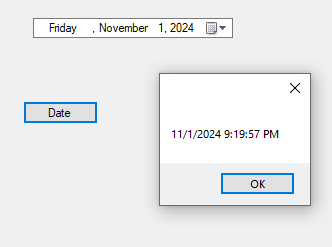 Friday , November 1, 2024
Date
11/1/2024 9:19:57 PM
OK